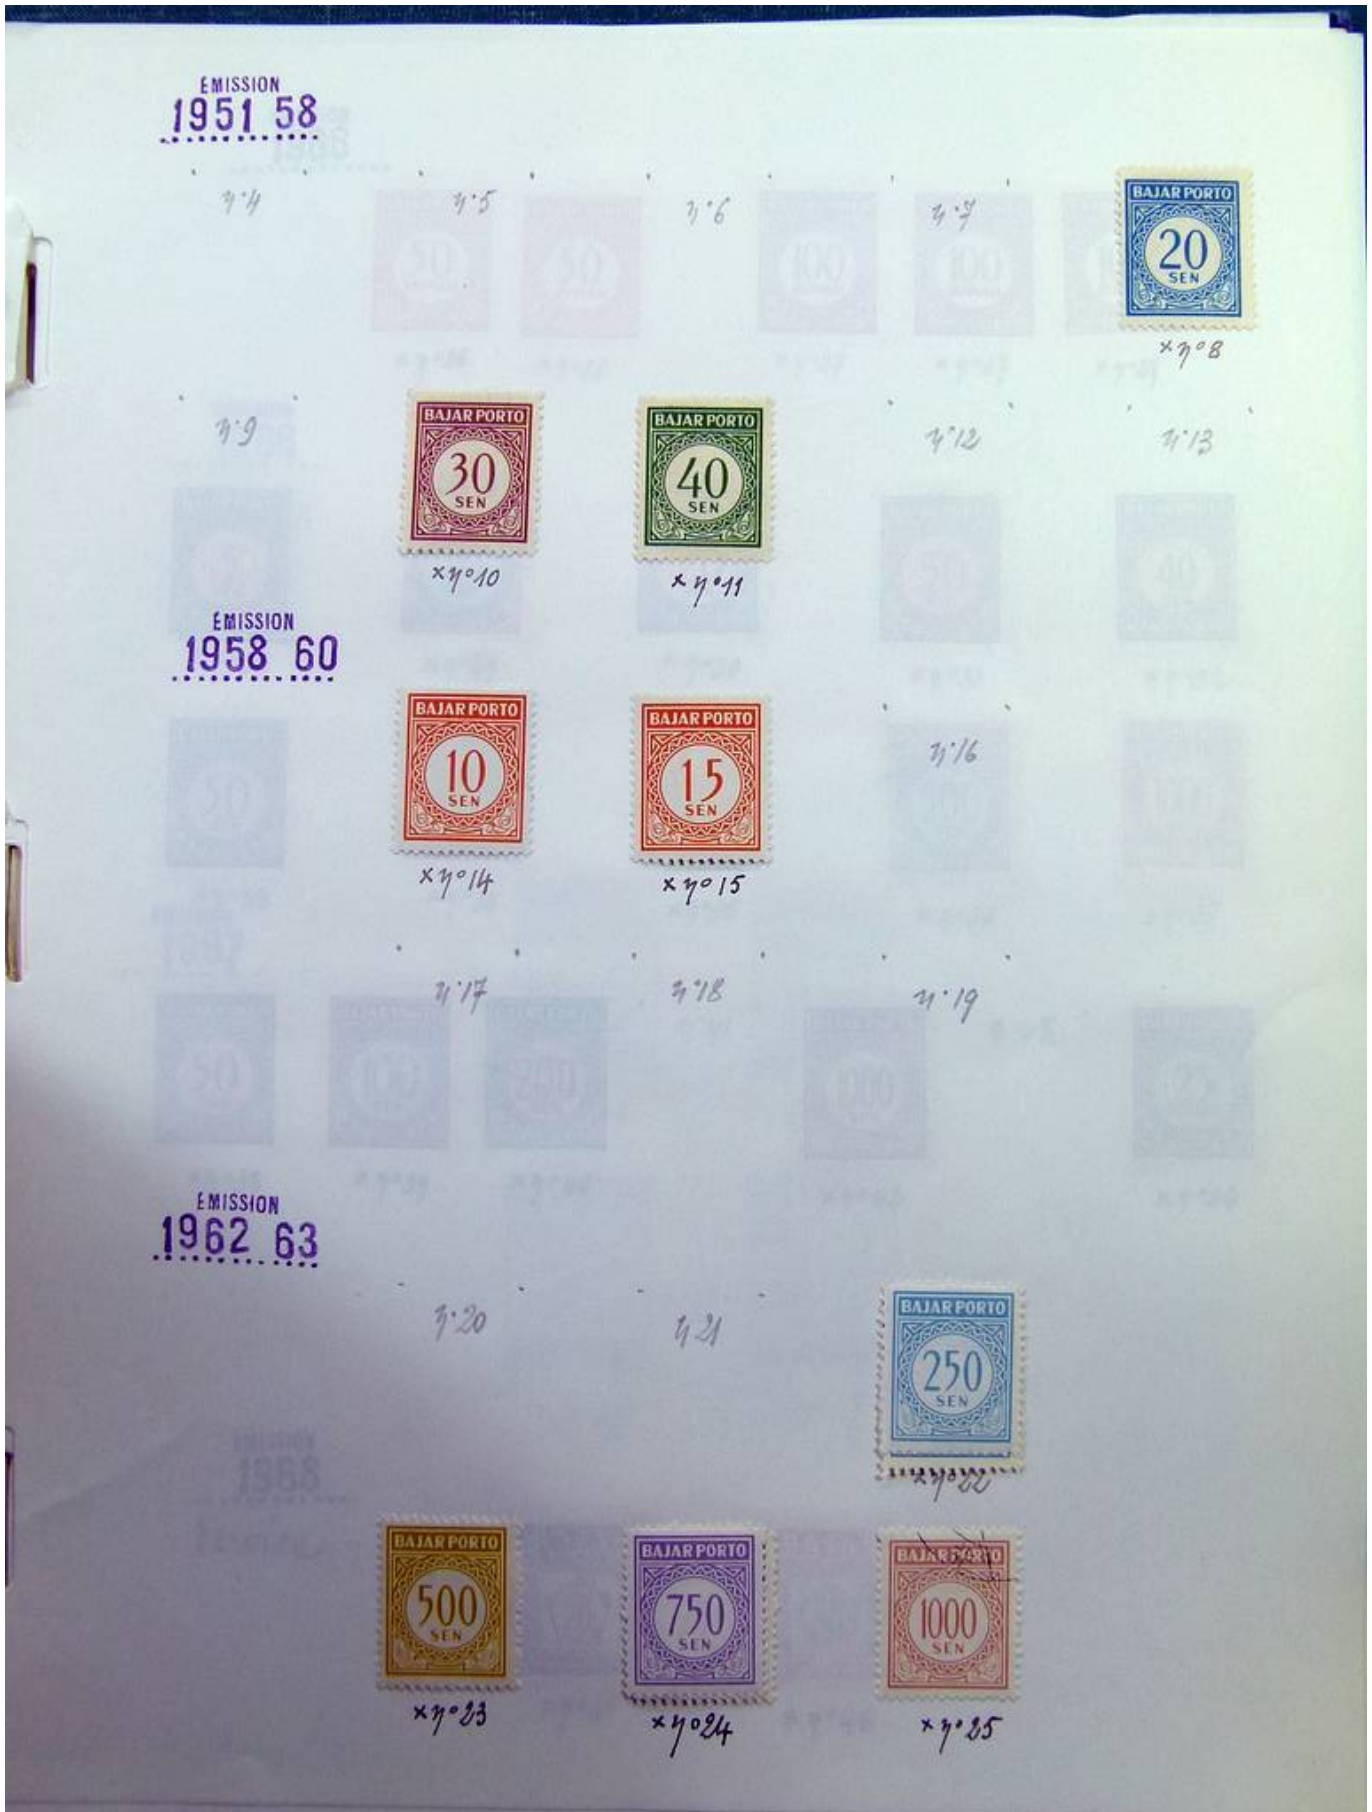 EMISSION
1951 58
n°4 n°5 n°6 n°7
BAJAR PORTO
20
SEN
x n°8
n°9
BAJAR PORTO
30
SEN
x n°10
BAJAR PORTO
40
SEN
x n°11
n°12 n°13
EMISSION
1958 60
BAJAR PORTO
10
SEN
x n°14
BAJAR PORTO
15
SEN
x n°15
n°16
n°17 n°18 n°19
EMISSION
1962 63
n°20 n°21
BAJAR PORTO
250
SEN
x n°22
BAJAR PORTO
500
SEN
x n°23
BAJAR PORTO
750
SEN
x n°24
BAJAR PORTO
1000
SEN
x n°25